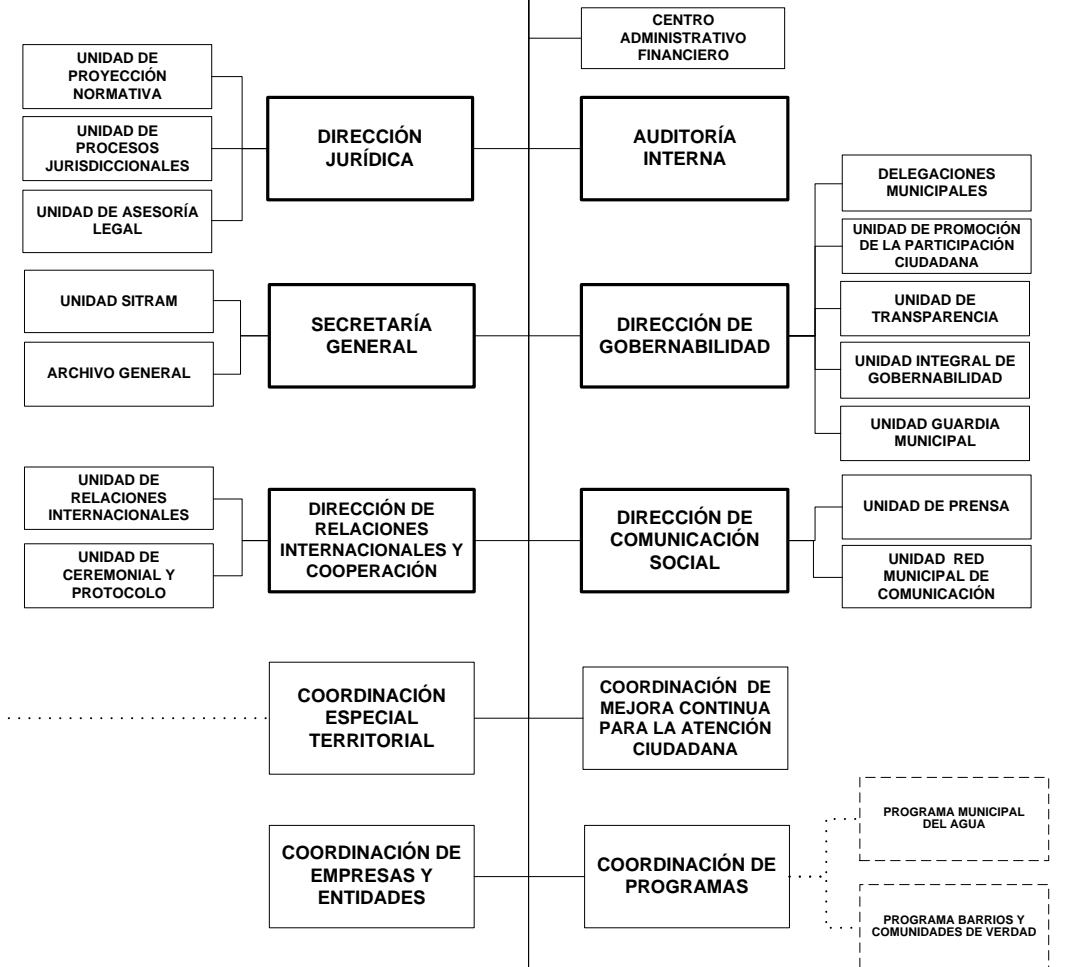 CENTRO
ADMINISTRATIVO
FINANCIERO
UNIDAD DE
PROYECCIÓN
NORMATIVA
UNIDAD DE
PROCESOS
JURISDICCIONALES
UNIDAD DE ASESORÍA
LEGAL
DIRECCIÓN
JURÍDICA
AUDITORÍA
INTERNA
DELEGACIONES
MUNICIPALES
UNIDAD DE PROMOCIÓN
DE LA PARTICIPACIÓN
CIUDADANA
UNIDAD DE
TRANSPARENCIA
UNIDAD INTEGRAL DE
GOBERNABILIDAD
UNIDAD GUARDIA
MUNICIPAL
UNIDAD SITRAM
ARCHIVO GENERAL
SECRETARÍA
GENERAL
DIRECCIÓN DE
GOBERNABILIDAD
UNIDAD DE
RELACIONES
INTERNACIONALES
UNIDAD DE
CEREMONIAL Y
PROTOCOLO
DIRECCIÓN DE
RELACIONES
INTERNACIONALES Y
COOPERACIÓN
DIRECCIÓN DE
COMUNICACIÓN
SOCIAL
UNIDAD DE PRENSA
UNIDAD RED
MUNICIPAL DE
COMUNICACIÓN
COORDINACIÓN
ESPECIAL
TERRITORIAL
COORDINACIÓN DE
MEJORA CONTINUA
PARA LA ATENCIÓN
CIUDADANA
COORDINACIÓN DE
EMPRESAS Y
ENTIDADES
COORDINACIÓN DE
PROGRAMAS
PROGRAMA MUNICIPAL
DEL AGUA
PROGRAMA BARRIOS Y
COMUNIDADES DE VERDAD